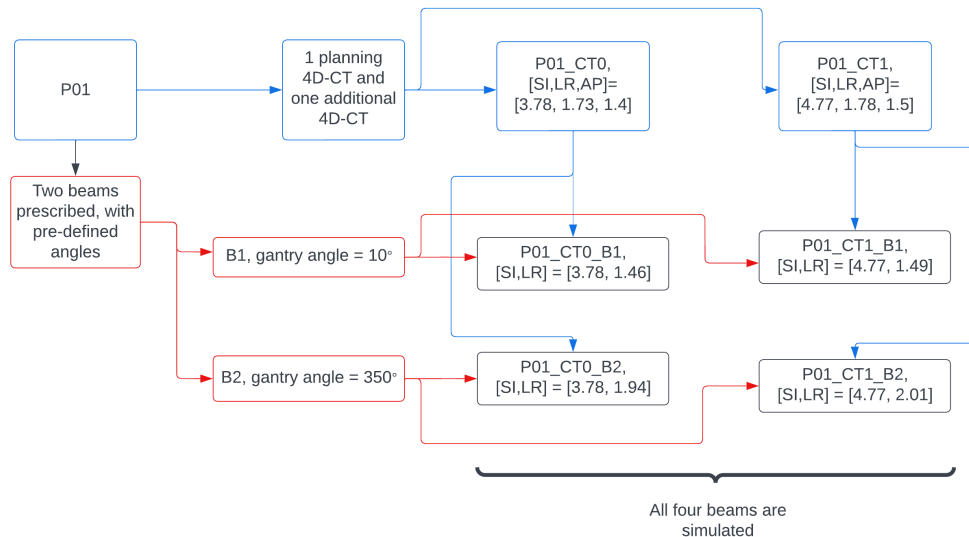 P01
1 planning
4D-CT and
one additional
4D-CT
P01_CT0,
[SI,LR,AP]=
[3.78, 1.73, 1.4]
P01_CT1,
[SI,LR,AP]=
[4.77, 1.78, 1.5]
Two beams
prescribed, with
pre-defined
angles
B1, gantry angle = 10°
P01_CT0_B1,
[SI,LR] = [3.78, 1.46]
P01_CT1_B1,
[SI,LR] = [4.77, 1.49]
B2, gantry angle = 350°
P01_CT0_B2,
[SI,LR] = [3.78, 1.94]
P01_CT1_B2,
[SI,LR] = [4.77, 2.01]
All four beams are
simulated